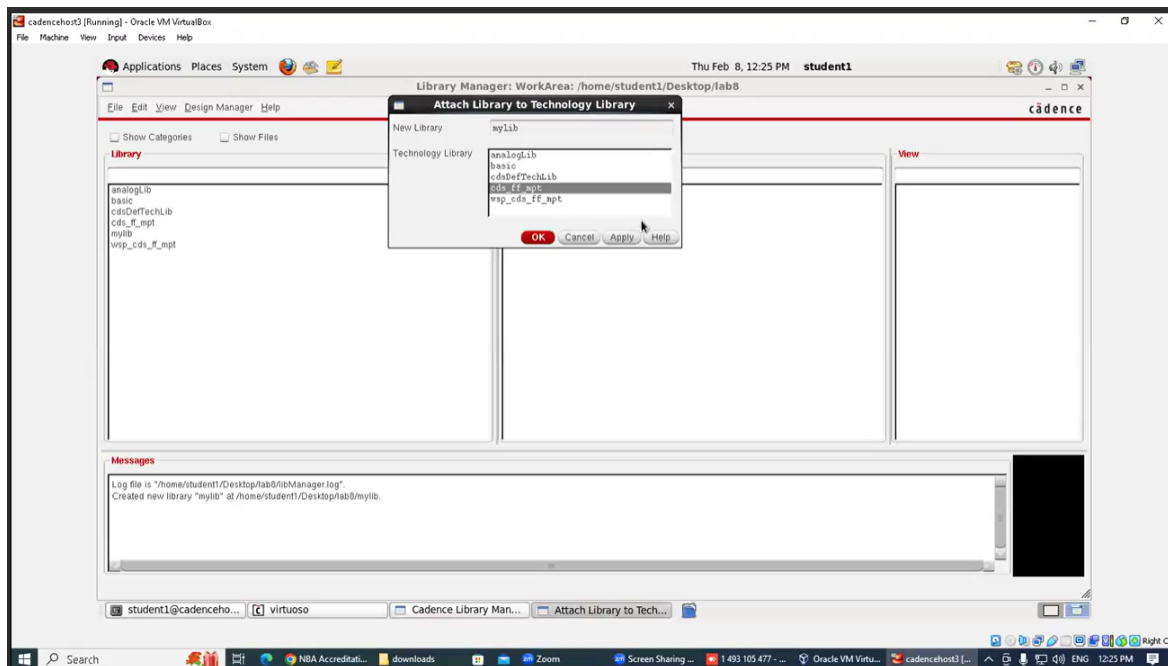 cadencehost3 [Running] - Oracle VM VirtualBox
File Machine View Input Devices Help
Applications Places System
Thu Feb 8, 12:25 PM student1
Library Manager: WorkArea: /home/student1/Desktop/lab8
File Edit View Design Manager Help
cādence
Show Categories Show Files
Library
View
analogLib
basic
cdsDefTechLib
cds_ff_mpt
mylib
wsp_cds_ff_mpt
Attach Library to Technology Library
New Library mylib
Technology Library
analogLib
basic
cdsDefTechLib
cds_ff_mpt
wsp_cds_ff_mpt
OK Cancel Apply Help
Messages
Log file is "/home/student1/Desktop/lab8/libManager.log".
Created new library "mylib" at /home/student1/Desktop/lab8/mylib.
student1@cadenceho... virtuoso Cadence Library Man... Attach Library to Tech...
Right C
Search NBA Accreditati... downloads Zoom Screen Sharing ... 1 493 105 477 - ... Oracle VM Virtu... cadencehost3 [... ENG 12:25 PM